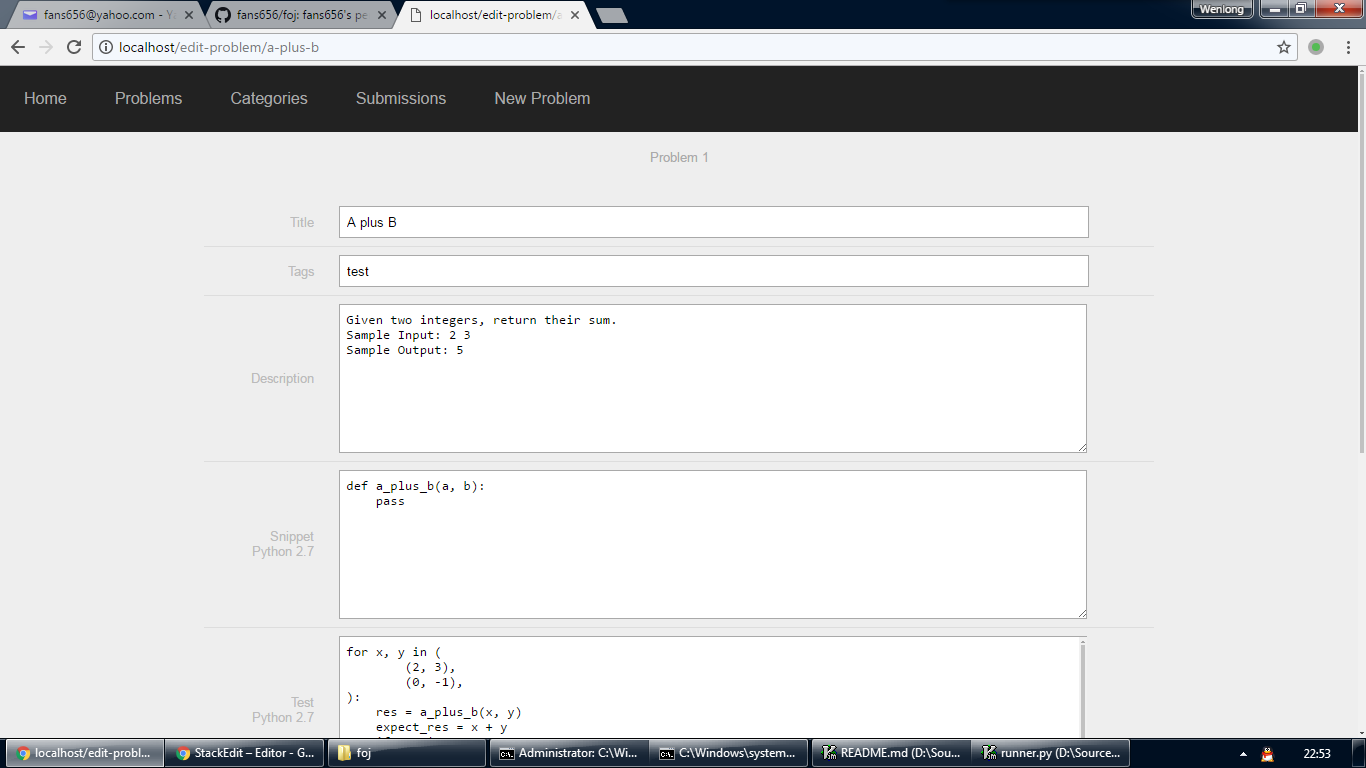 fans656@yahoo.com - Y
fans656/foj: fans656's pe
localhost/edit-problem/a
Wenlong
localhost/edit-problem/a-plus-b
Home
Problems
Categories
Submissions
New Problem
Problem 1
Title
A plus B
Tags
test
Description
Given two integers, return their sum.
Sample Input: 2 3
Sample Output: 5
Snippet
Python 2.7
def a_plus_b(a, b):
    pass
Test
Python 2.7
for x, y in (
        (2, 3),
        (0, -1),
):
    res = a_plus_b(x, y)
    expect_res = x + y
localhost/edit-probl...
StackEdit – Editor - G...
foj
Administrator: C:\Wi...
C:\Windows\system...
README.md (D:\Sou...
runner.py (D:\Source...
22:53